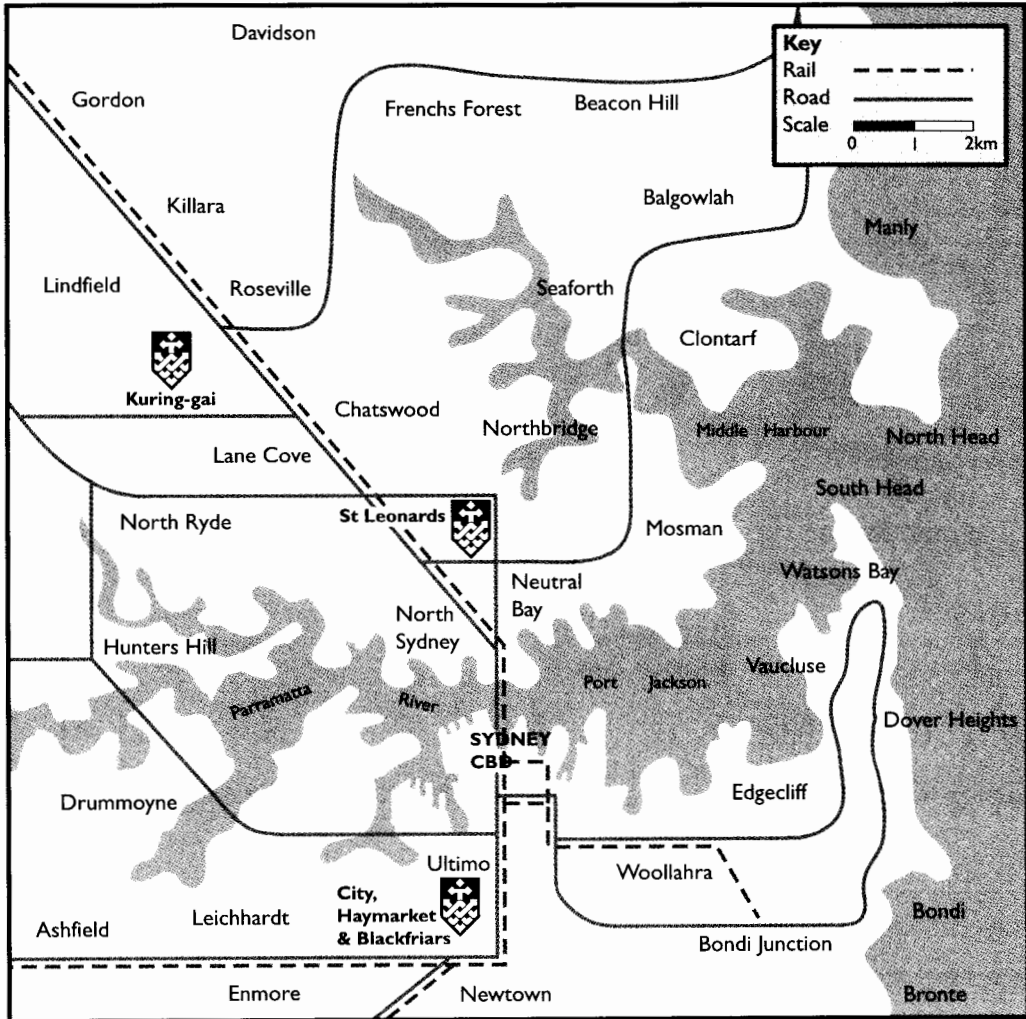 Davidson
Key
Rail
Road
Scale
0 1 2km
Gordon
Frenchs Forest
Beacon Hill
Killara
Balgowlah
Manly
Lindfield
Roseville
Seaforth
Clontarf
Kuring-gai
Chatswood
Northbridge
Middle Harbour
North Head
Lane Cove
South Head
North Ryde
St Leonards
Mosman
Watsons Bay
Neutral
Bay
North
Sydney
Hunters Hill
Vaucluse
Port Jackson
Parramatta River
Dover Heights
SYDNEY
CBD
Drummoyne
Edgecliff
Ultimo
Woollahra
City,
Haymarket
& Blackfriars
Leichhardt
Ashfield
Bondi
Bondi Junction
Enmore
Newtown
Bronte